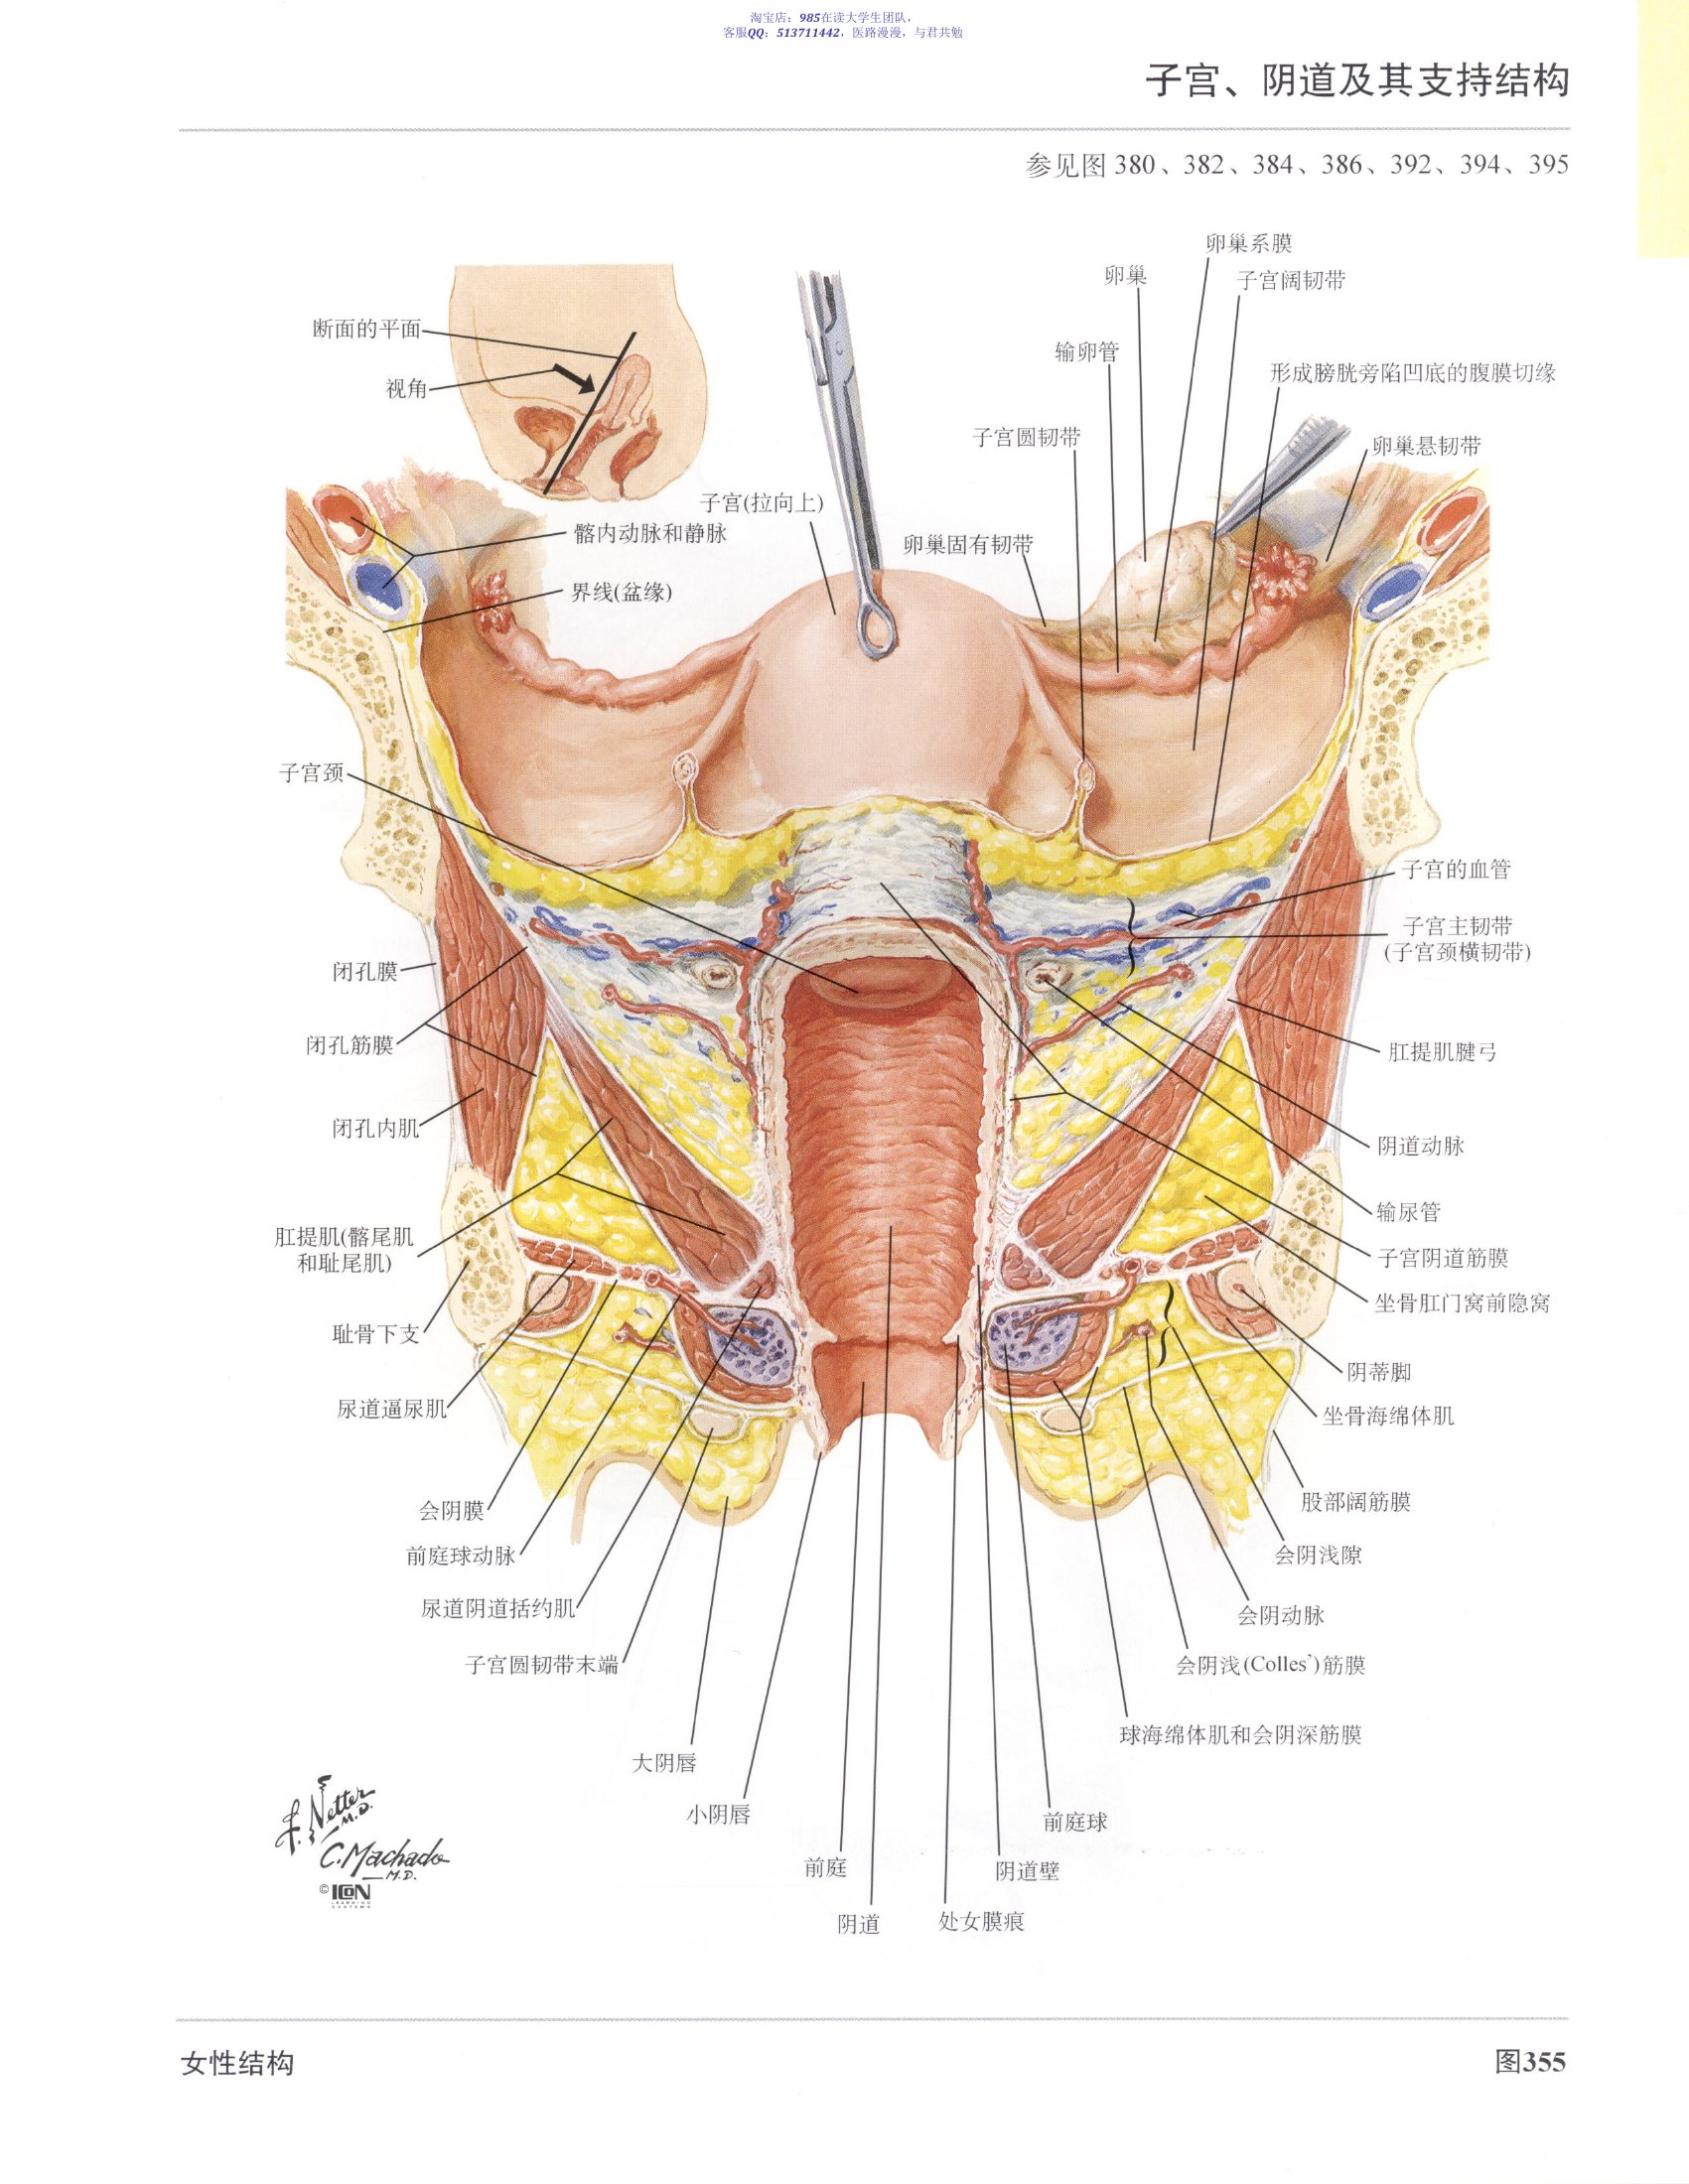 淘宝店：985在读大学生团队，
客服QQ：513711442，医路漫漫，与君共勉
子宫、阴道及其支持结构
参见图 380、382、384、386、392、394、395
卵巢系膜
卵巢
子宫阔韧带
断面的平面
输卵管
视角
形成膀胱旁陷凹底的腹膜切缘
子宫圆韧带
卵巢悬韧带
子宫(拉向上)
髂内动脉和静脉
卵巢固有韧带
界线(盆缘)
子宫颈
子宫的血管
子宫主韧带
(子宫颈横韧带)
闭孔膜
闭孔筋膜
肛提肌腱弓
闭孔内肌
阴道动脉
输尿管
肛提肌(髂尾肌
和耻尾肌)
子宫阴道筋膜
坐骨肛门窝前隐窝
耻骨下支
阴蒂脚
尿道逼尿肌
坐骨海绵体肌
会阴膜
股部阔筋膜
前庭球动脉
会阴浅隙
尿道阴道括约肌
会阴动脉
子宫圆韧带末端
会阴浅(Colles’)筋膜
球海绵体肌和会阴深筋膜
大阴唇
小阴唇
前庭球
前庭
阴道壁
阴道
处女膜痕
F. Netter
M.D.
C. Machado
M.D.
© ICON
LEARNING
SYSTEMS
女性结构
图355